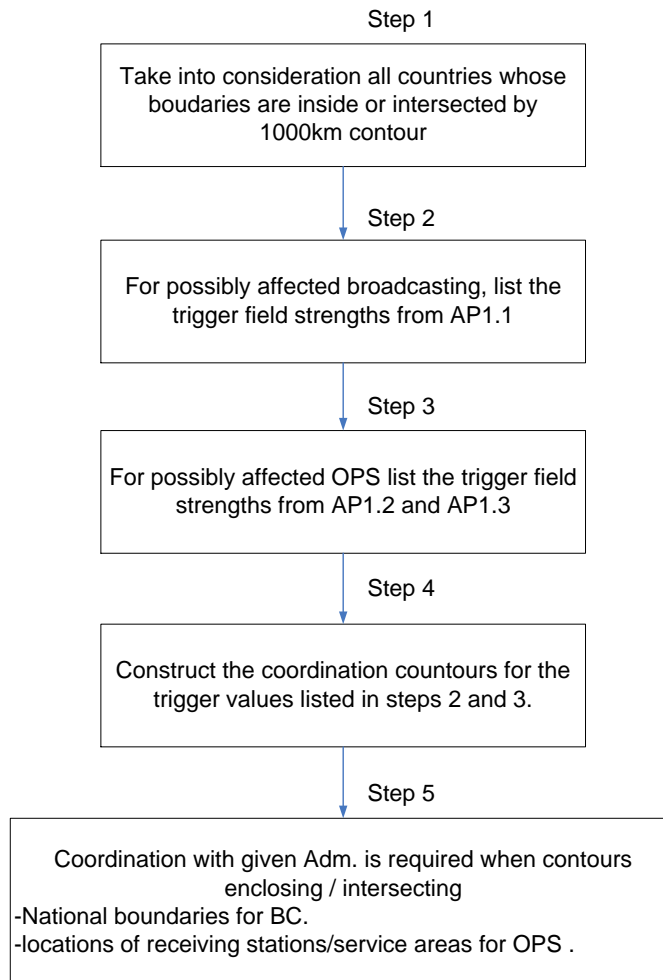 Step 1
Take into consideration all countries whose
boudaries are inside or intersected by
1000km contour
Step 2
For possibly affected broadcasting, list the
trigger field strengths from AP1.1
Step 3
For possibly affected OPS list the trigger field
strengths from AP1.2 and AP1.3
Step 4
Construct the coordination countours for the
trigger values listed in steps 2 and 3.
Step 5
Coordination with given Adm. is required when contours
enclosing / intersecting
-National boundaries for BC.
-locations of receiving stations/service areas for OPS .